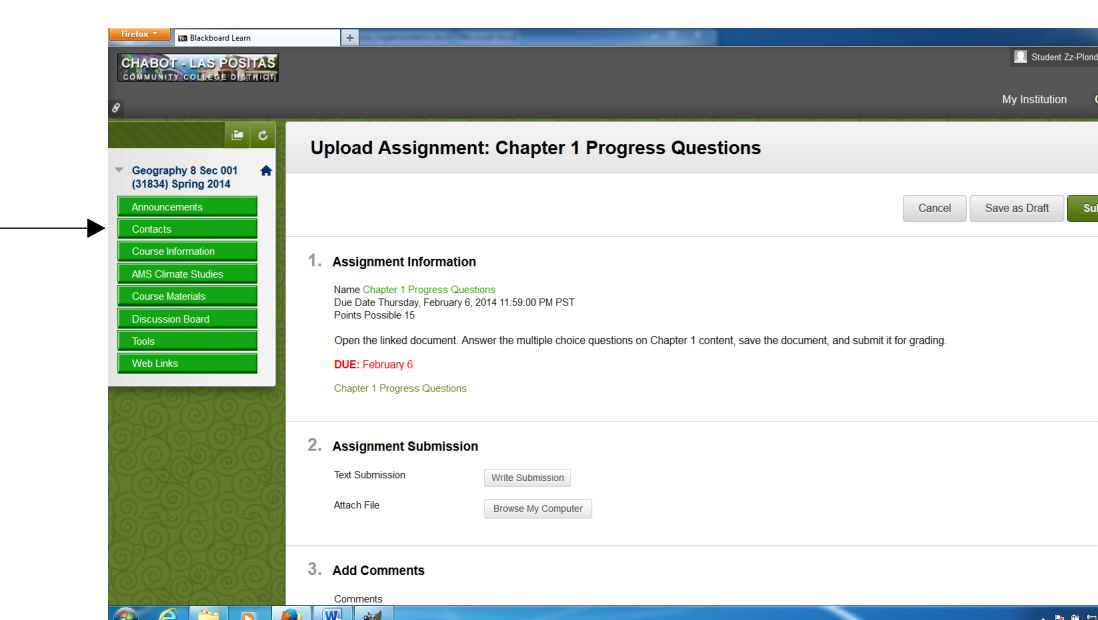 Firefox
Blackboard Learn
CHABOT - LAS POSITAS
COMMUNITY COLLEGE DISTRICT
Student Zz-Plond
My Institution
Geography 8 Sec 001
(31834) Spring 2014
Announcements
Contacts
Course Information
AMS Climate Studies
Course Materials
Discussion Board
Tools
Web Links
Upload Assignment: Chapter 1 Progress Questions
Cancel Save as Draft
1. Assignment Information
Name Chapter 1 Progress Questions
Due Date Thursday, February 6, 2014 11:59:00 PM PST
Points Possible 15
Open the linked document. Answer the multiple choice questions on Chapter 1 content, save the document, and submit it for grading.
DUE: February 6
Chapter 1 Progress Questions
2. Assignment Submission
Text Submission Write Submission
Attach File Browse My Computer
3. Add Comments
Comments